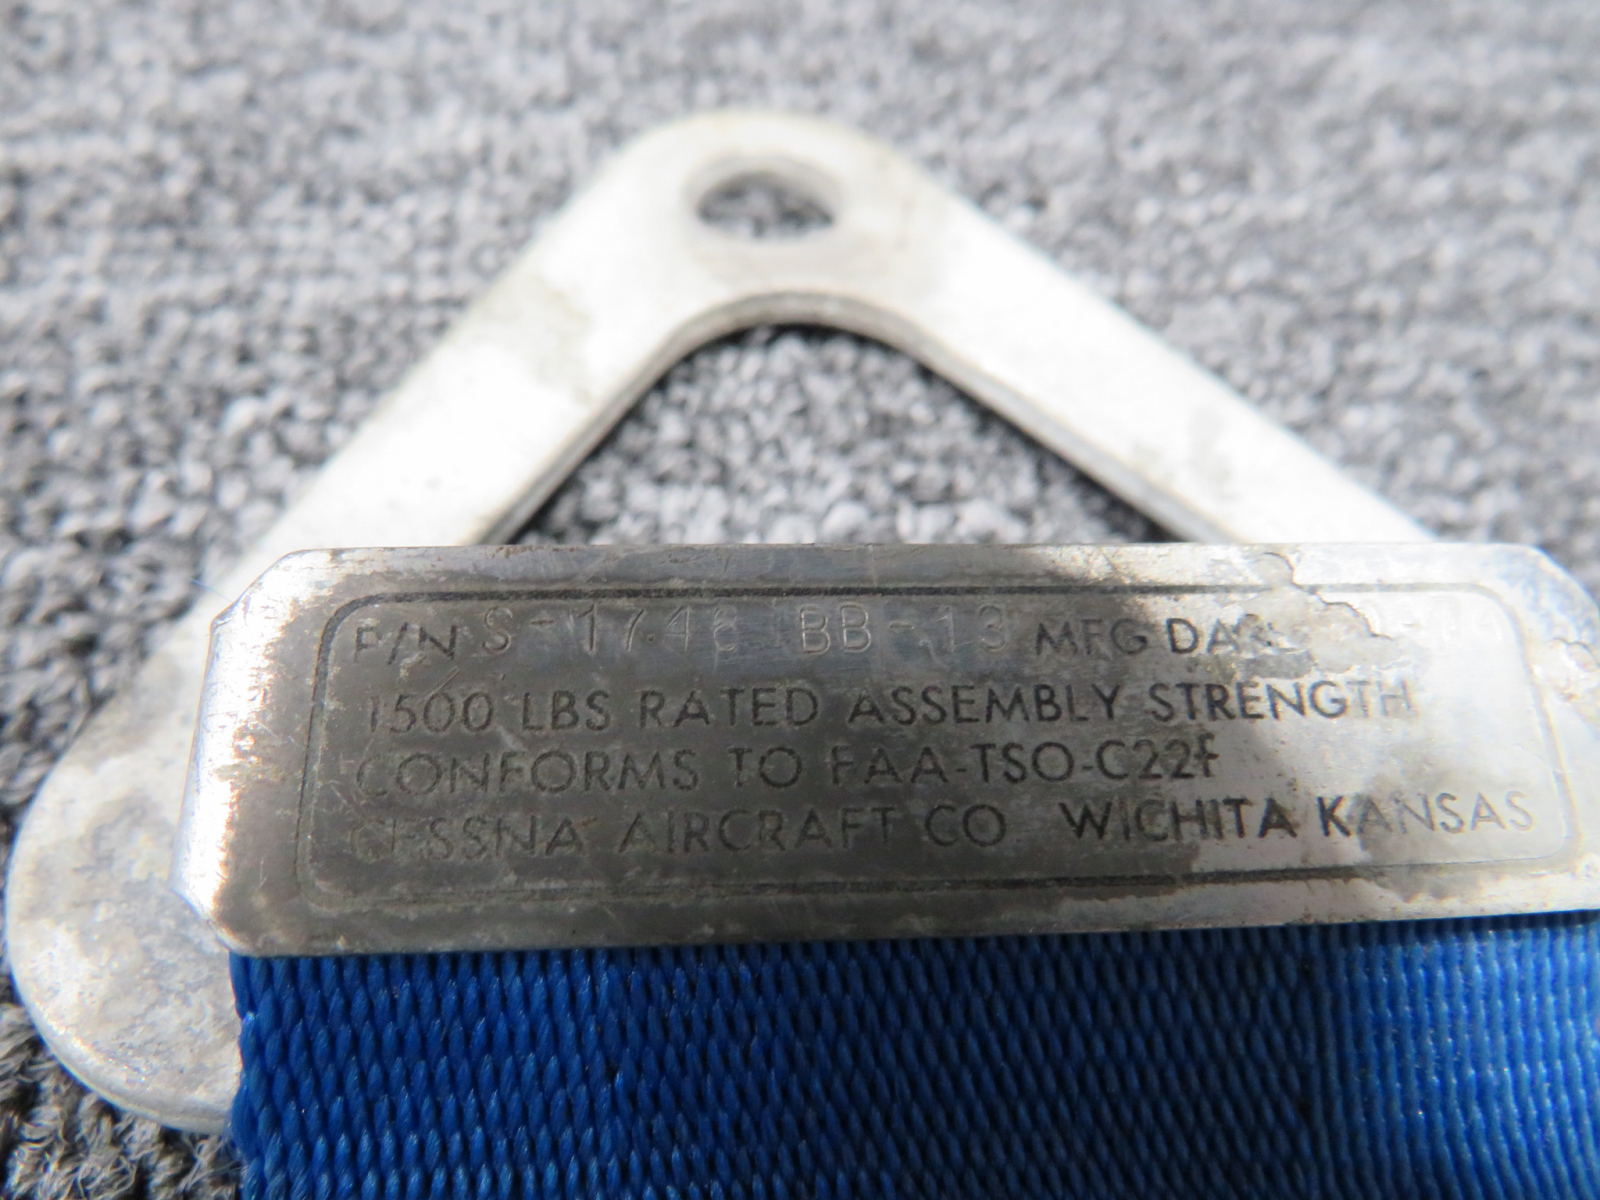 P/N S-1746 BB-13 MFG DATE
1500 LBS RATED ASSEMBLY STRENGTH
CONFORMS TO FAA-TSO-C22f
CESSNA AIRCRAFT CO WICHITA KANSAS